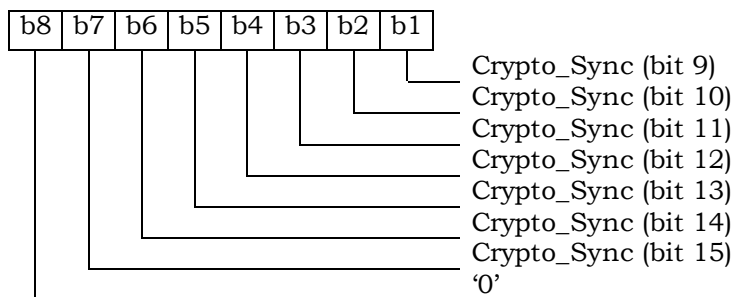 b8 b7 b6 b5 b4 b3 b2 b1
Crypto_Sync (bit 9)
Crypto_Sync (bit 10)
Crypto_Sync (bit 11)
Crypto_Sync (bit 12)
Crypto_Sync (bit 13)
Crypto_Sync (bit 14)
Crypto_Sync (bit 15)
‘0’